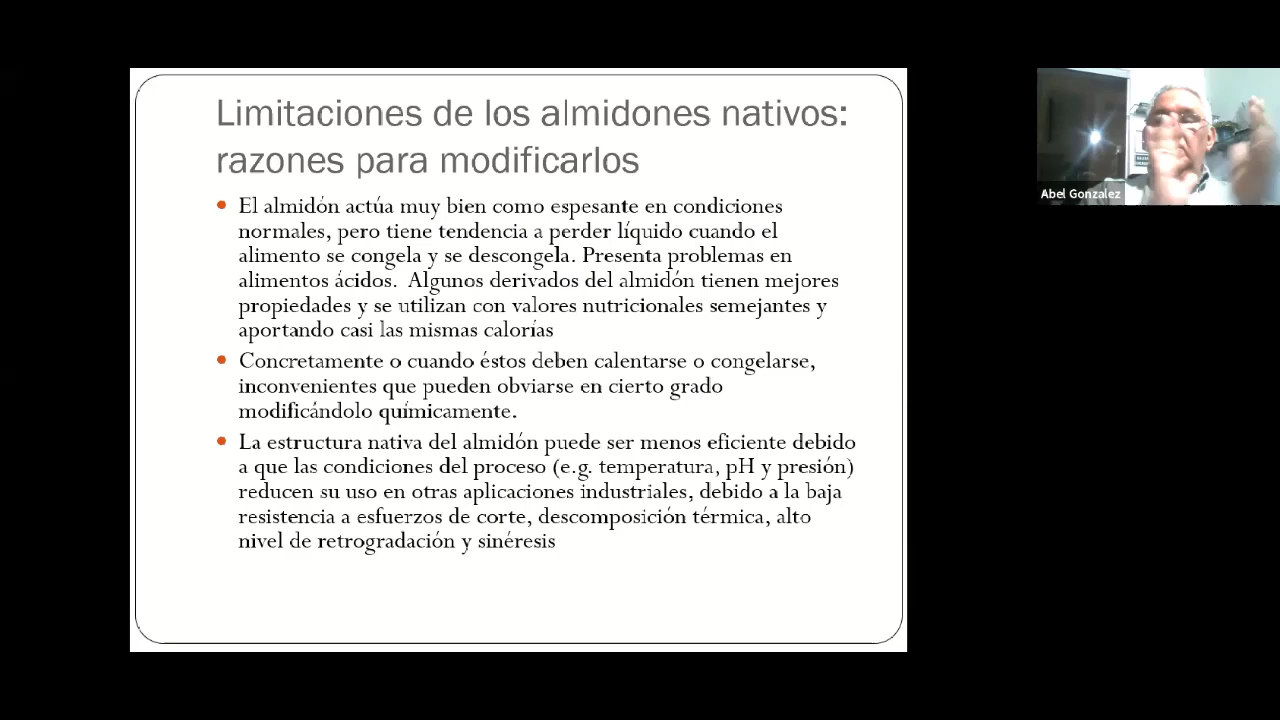 Limitaciones de los almidones nativos:
razones para modificarlos
• El almidón actúa muy bien como espesante en condiciones
normales, pero tiene tendencia a perder líquido cuando el
alimento se congela y se descongela. Presenta problemas en
alimentos ácidos.  Algunos derivados del almidón tienen mejores
propiedades y se utilizan con valores nutricionales semejantes y
aportando casi las mismas calorías
• Concretamente o cuando éstos deben calentarse o congelarse,
inconvenientes que pueden obviarse en cierto grado
modificándolo químicamente.
• La estructura nativa del almidón puede ser menos eficiente debido
a que las condiciones del proceso (e.g. temperatura, pH y presión)
reducen su uso en otras aplicaciones industriales, debido a la baja
resistencia a esfuerzos de corte, descomposición térmica, alto
nivel de retrogradación y sinéresis
Abel Gonzalez